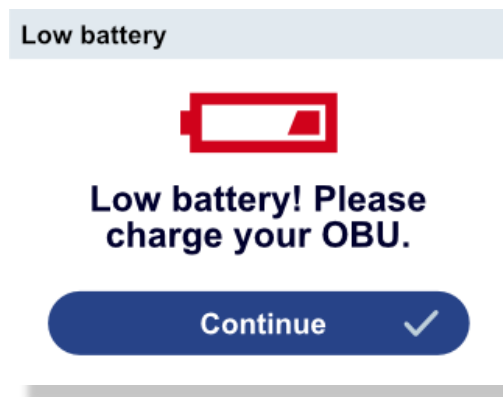 Low battery
Low battery! Please
charge your OBU.
Continue